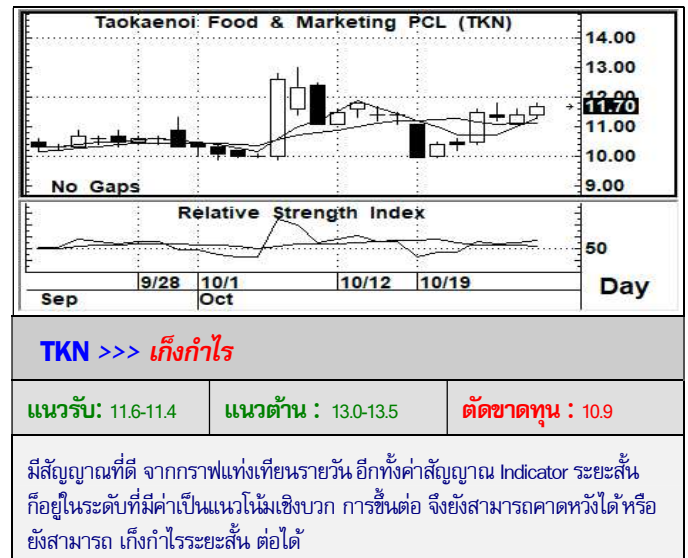 Taokaenoi Food & Marketing PCL (TKN)
14.00
13.00
12.00
11.70
11.00
10.00
9.00
No Gaps
Relative Strength Index
50
9/28 10/1 10/12 10/19
Sep Oct
Day
TKN >>> เก็งกำไร
แนวรับ: 11.6-11.4 แนวต้าน : 13.0-13.5 ตัดขาดทุน : 10.9
มีสัญญาณที่ดี จากกราฟแท่งเทียนรายวัน อีกทั้งค่าสัญญาณ Indicator ระยะสั้น
ก็อยู่ในระดับที่มีค่าเป็นแนวโน้มเชิงบวก การขึ้นต่อ จึงยังสามารถคาดหวังได้ หรือ
ยังสามารถ เก็งกำไรระยะสั้น ต่อได้